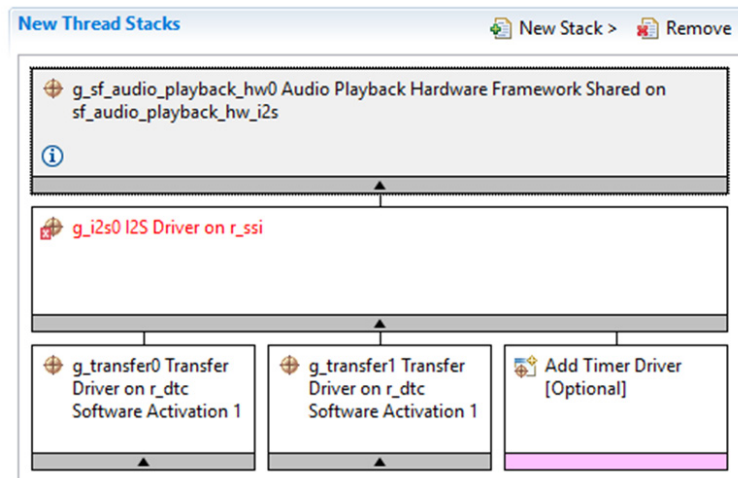 New Thread Stacks
New Stack >
Remove
g_sf_audio_playback_hw0 Audio Playback Hardware Framework Shared on
sf_audio_playback_hw_i2s
g_i2s0 I2S Driver on r_ssi
g_transfer0 Transfer
Driver on r_dtc
Software Activation 1
g_transfer1 Transfer
Driver on r_dtc
Software Activation 1
Add Timer Driver
[Optional]